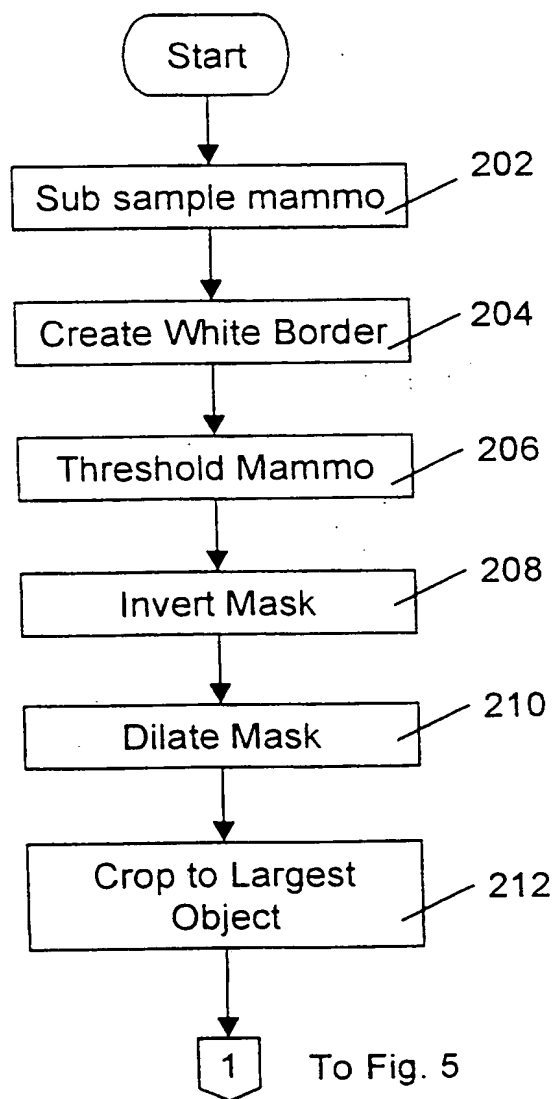 Start
Sub sample mammo
202
Create White Border
204
Threshold Mammo
206
Invert Mask
208
Dilate Mask
210
Crop to Largest
Object
212
1
To Fig. 5